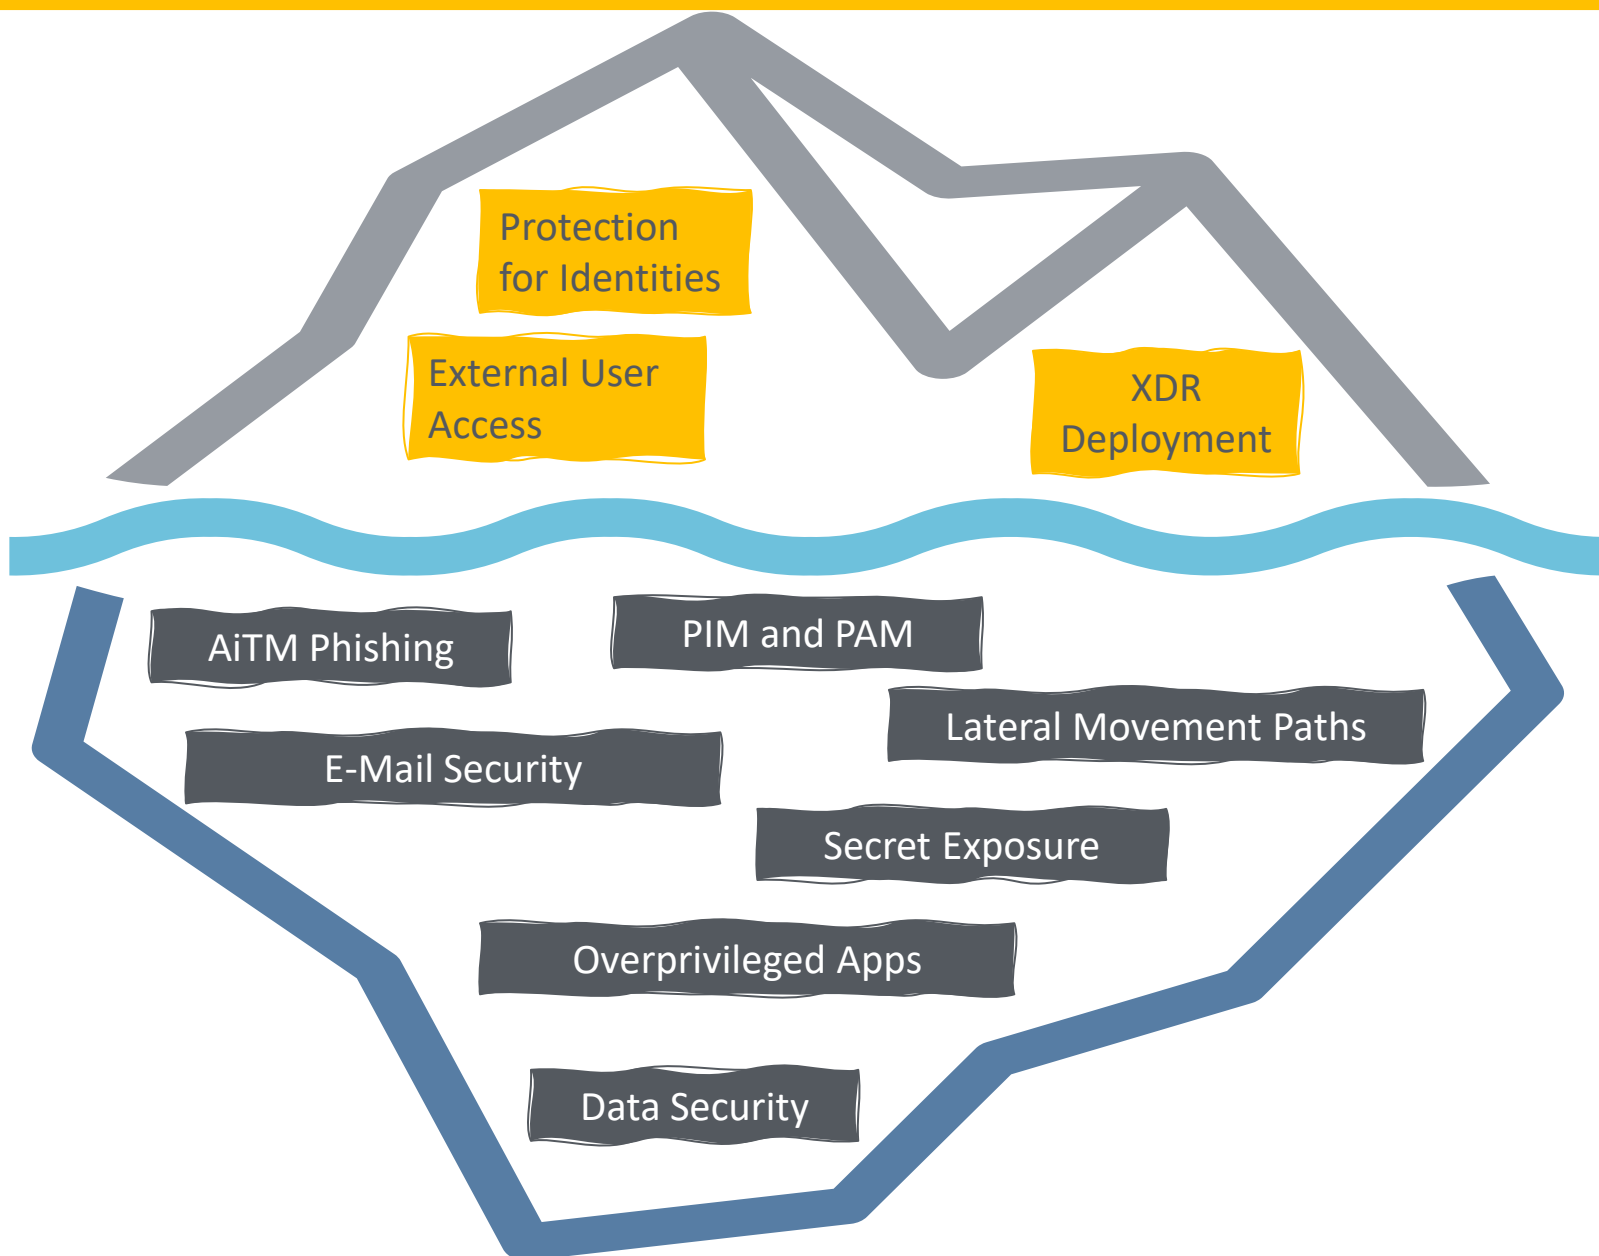 Protection
for Identities
External User
Access
XDR
Deployment
AiTM Phishing
PIM and PAM
Lateral Movement Paths
E-Mail Security
Secret Exposure
Overprivileged Apps
Data Security